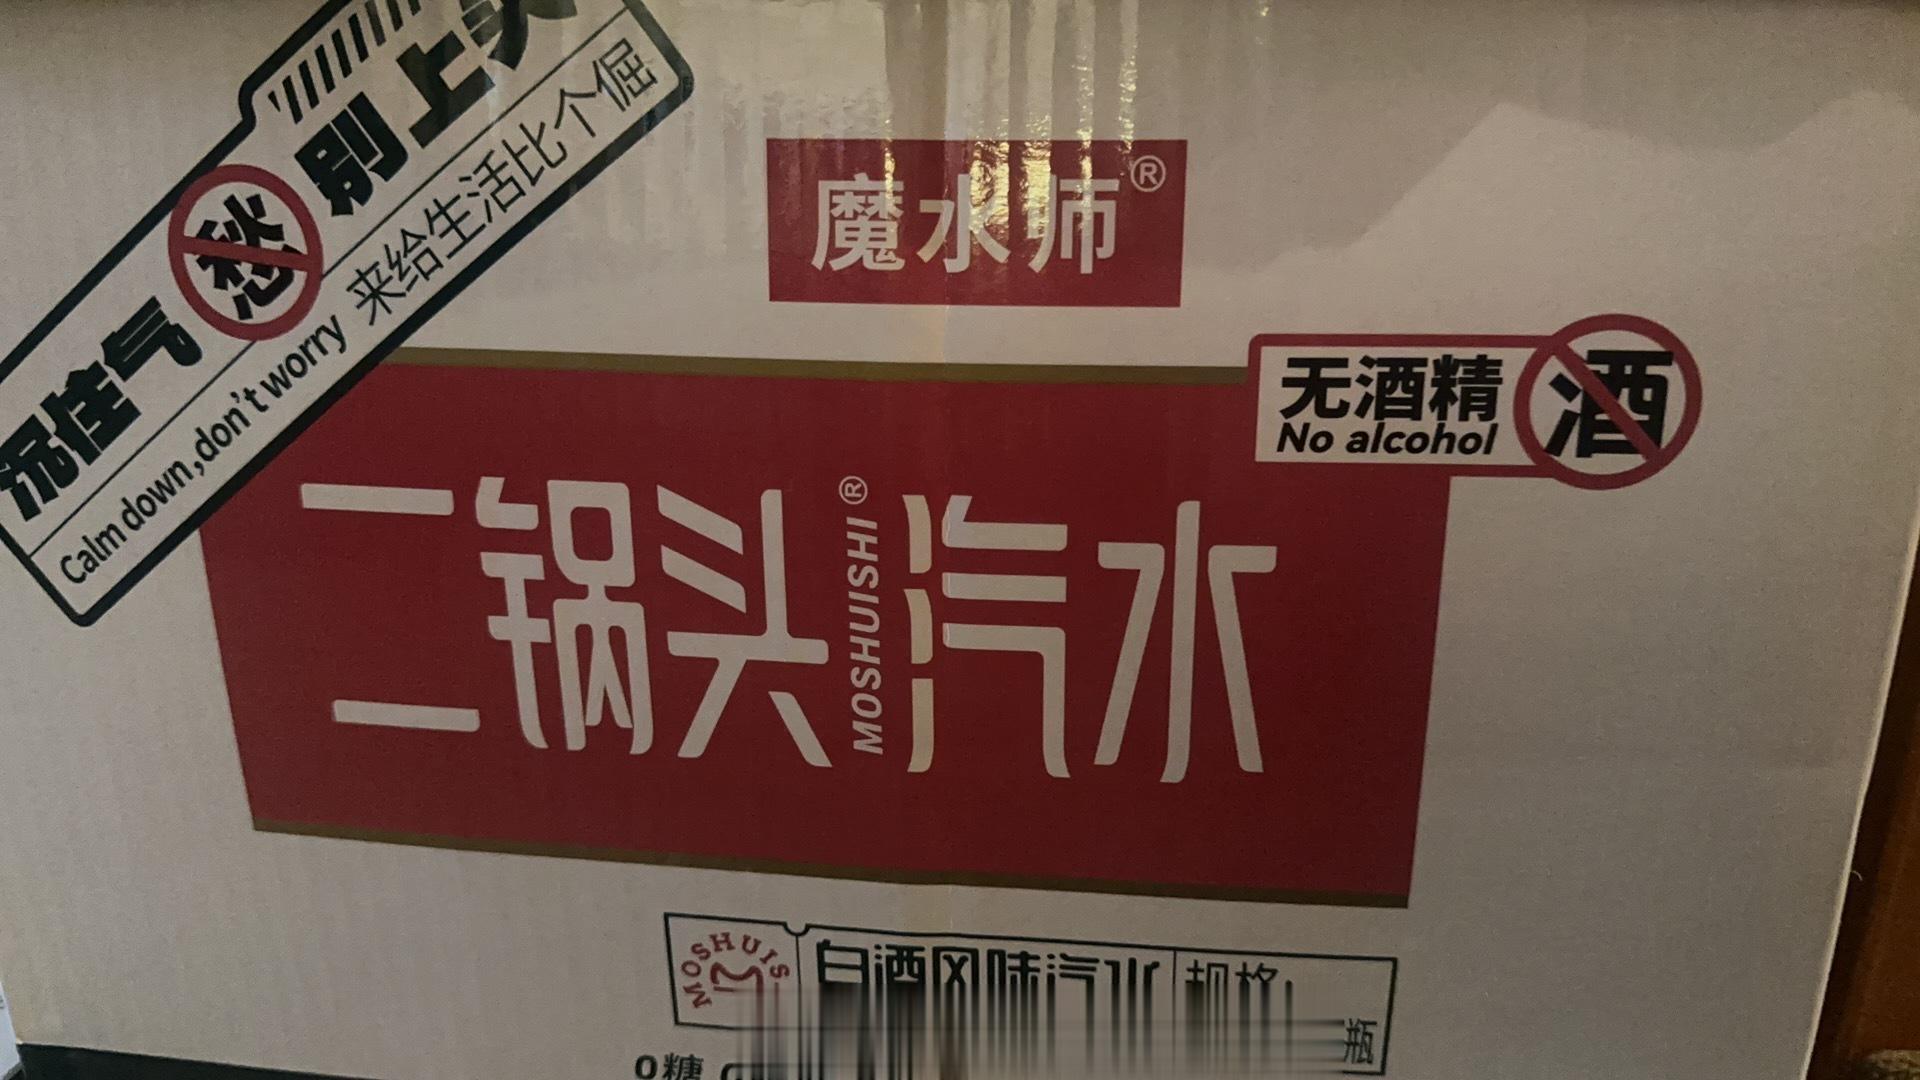 沉住气 愁 别上头
Calm down,don't worry 来给生活比个倔
魔水师®
无酒精 酒
No alcohol
二锅头®汽水
MOSHUISHI
MOSHUIS
白酒风味汽水 规格
瓶
0糖